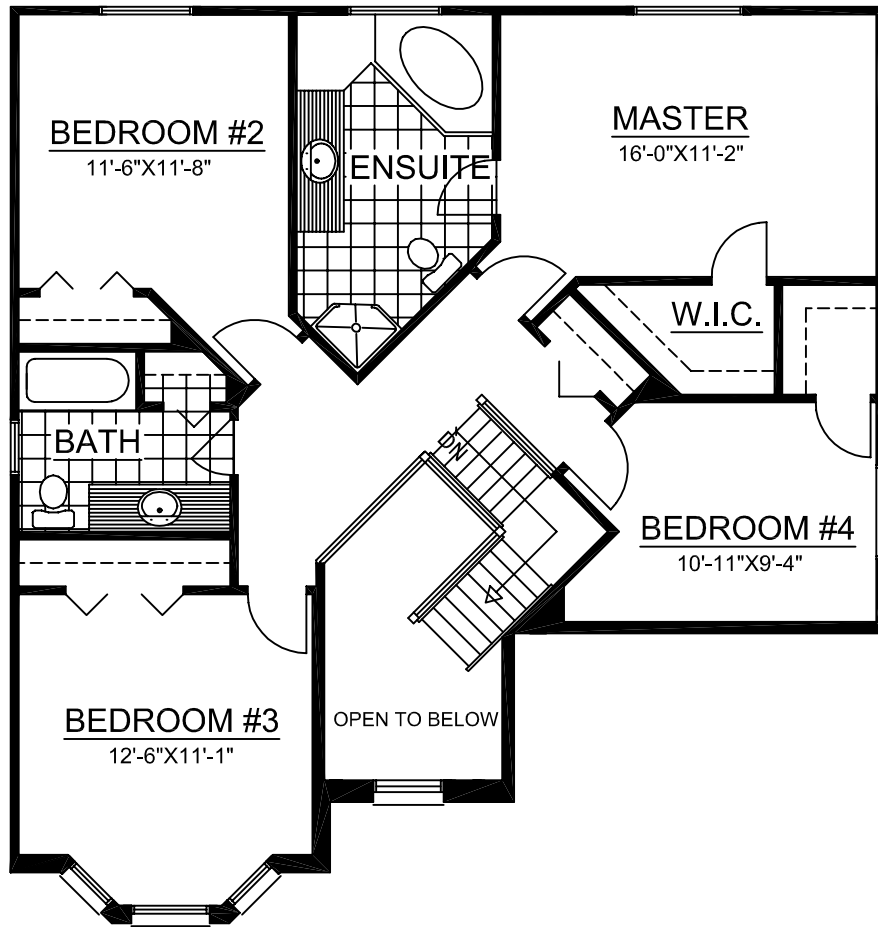 BEDROOM #2
11'-6"X11'-8"
ENSUITE
MASTER
16'-0"X11'-2"
W.I.C.
BATH
DN
BEDROOM #4
10'-11"X9'-4"
BEDROOM #3
12'-6"X11'-1"
OPEN TO BELOW